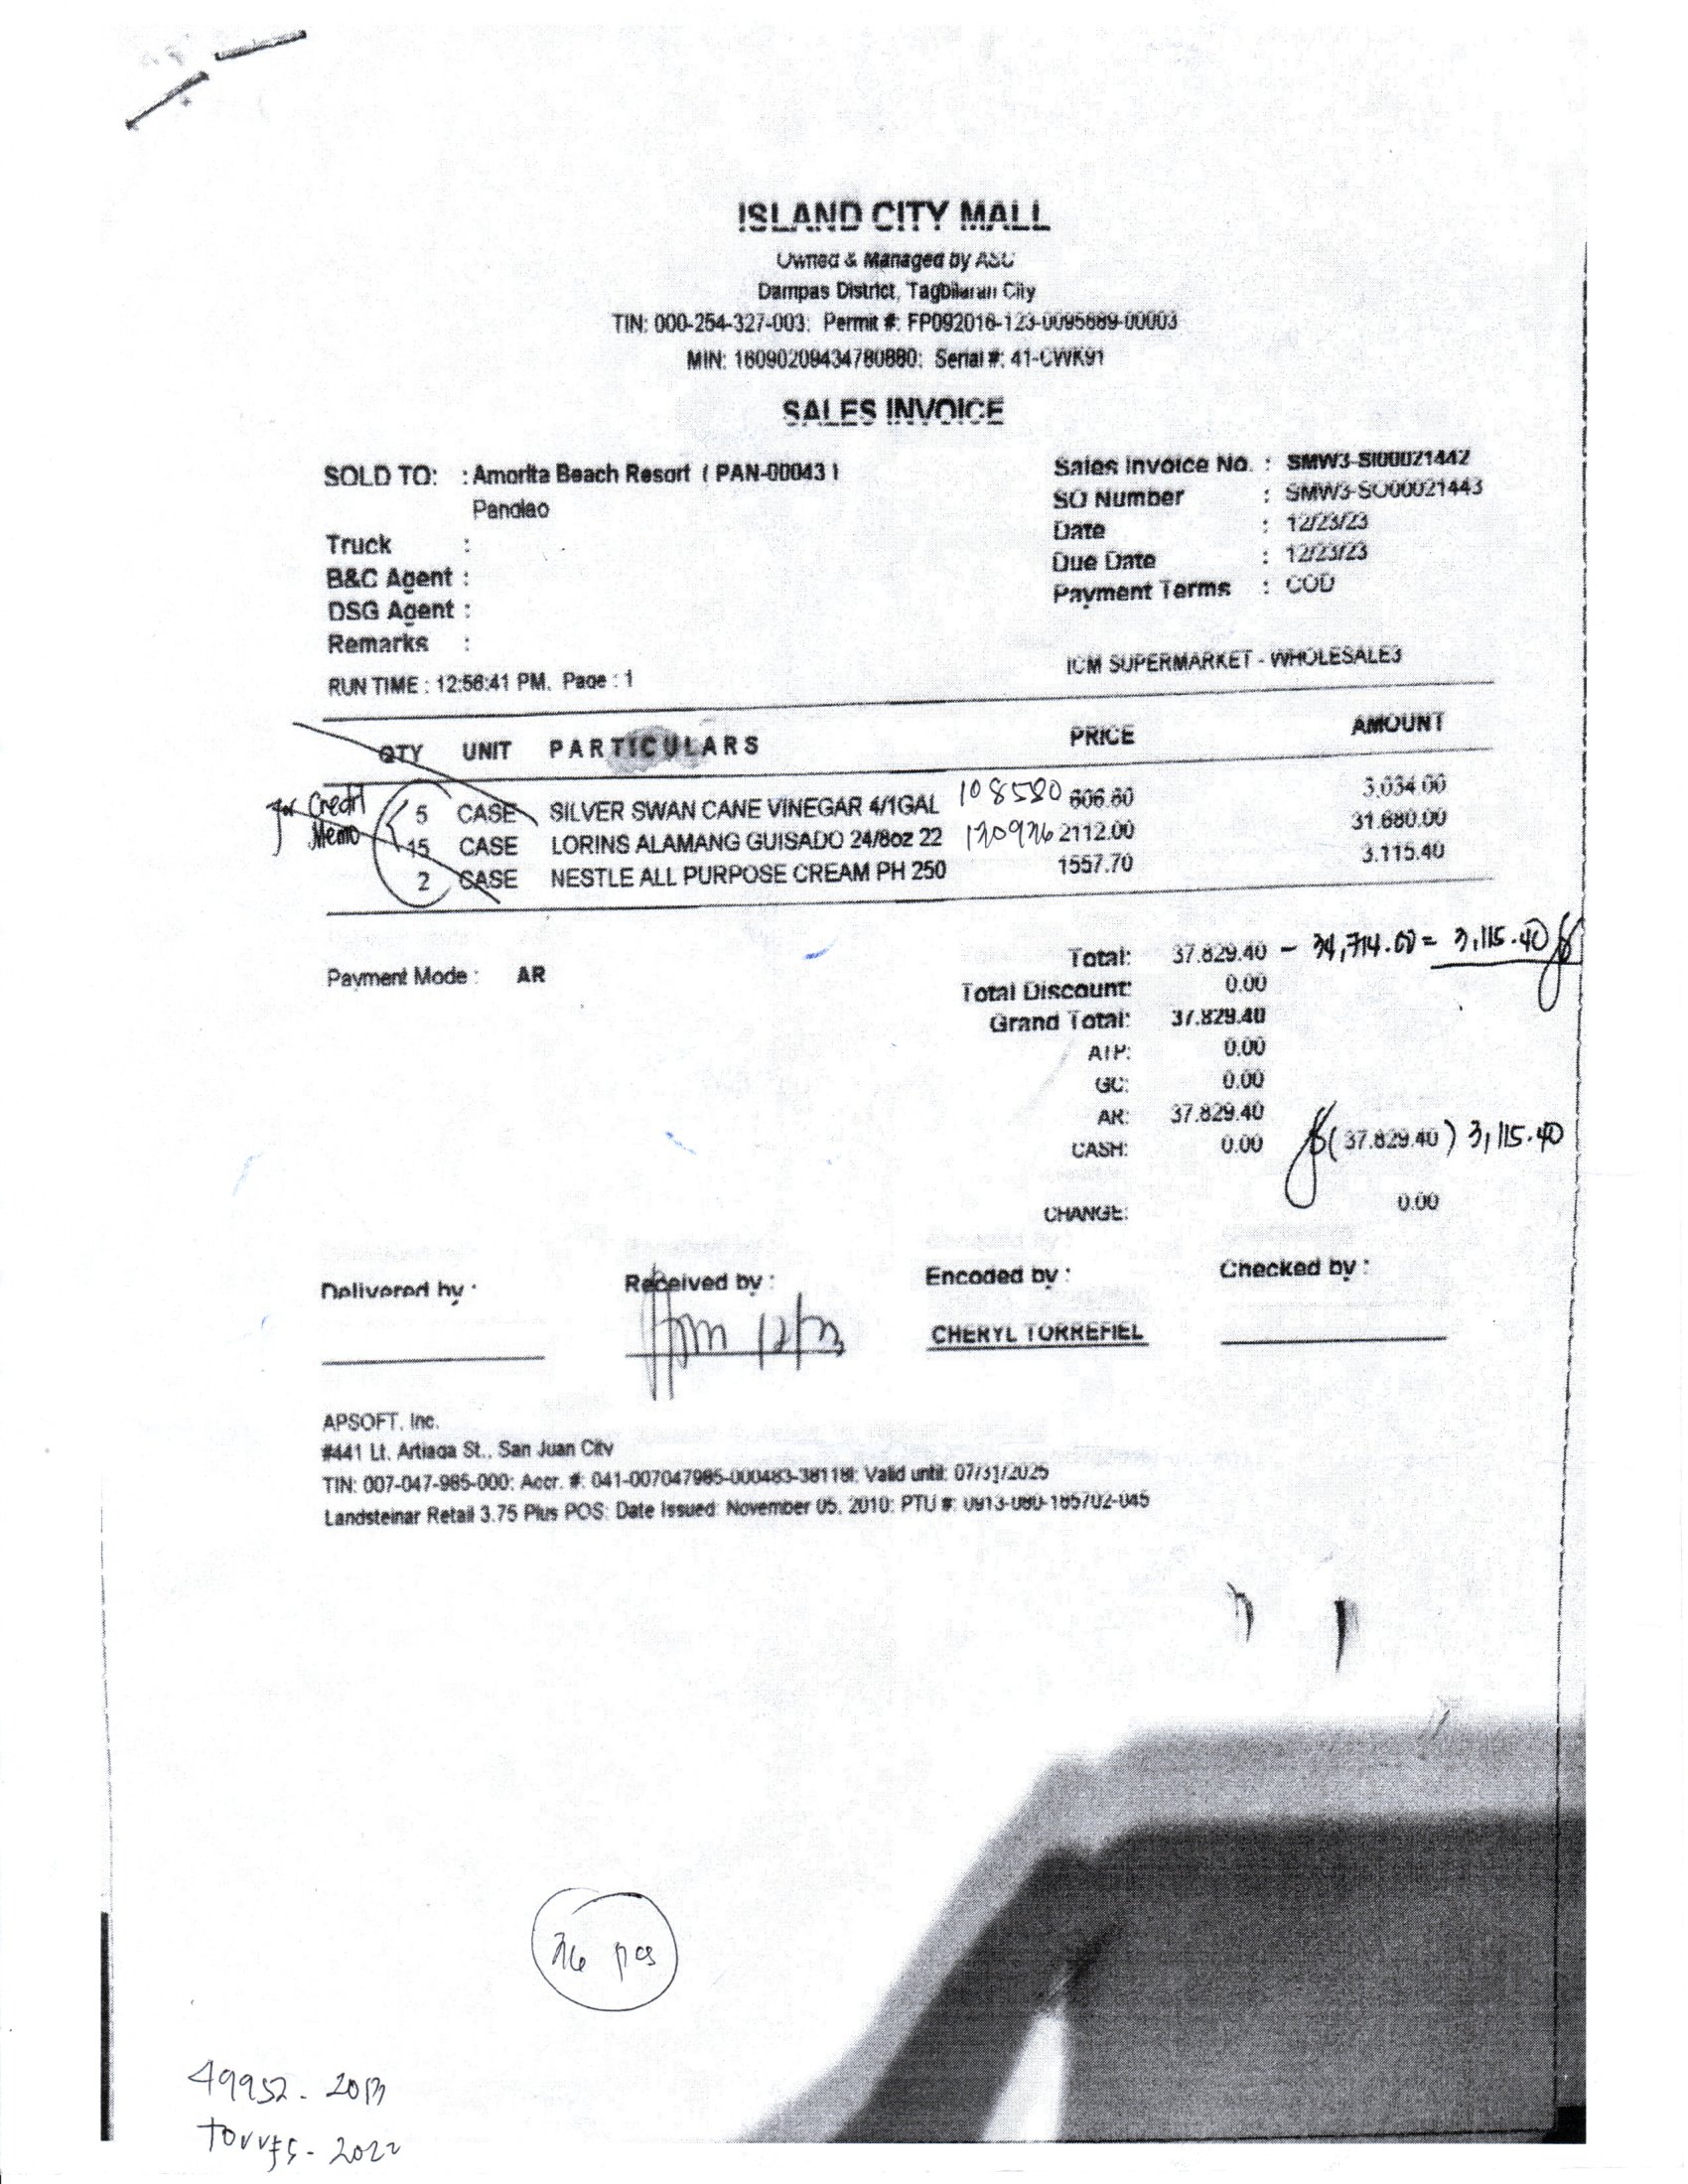 ISLAND CITY MALL
Owned & Managed by ASC
Dampas District, Tagbilaran City
TIN: 000-254-327-003; Permit #: FP092016-123-0095689-00003
MIN: 16090209434780880; Serial #: 41-CWK91
SALES INVOICE
SOLD TO: : Amorita Beach Resort ( PAN-00043 )
Panglao
Truck :
B&C Agent :
DSG Agent :
Remarks :
RUN TIME : 12:56:41 PM, Page : 1
Sales Invoice No. : SMW3-SI00021442
SO Number : SMW3-SO00021443
Date : 12/23/23
Due Date : 12/23/23
Payment Terms : COD
ICM SUPERMARKET - WHOLESALE3
QTY UNIT PARTICULARS PRICE AMOUNT
for Credit
Memo
5 CASE SILVER SWAN CANE VINEGAR 4/1GAL 108580 606.80 3,034.00
15 CASE LORINS ALAMANG GUISADO 24/8oz 22 120926 2112.00 31,680.00
2 CASE NESTLE ALL PURPOSE CREAM PH 250 1557.70 3,115.40
Payment Mode : AR
Total: 37,829.40 - 34,714.00 = 3,115.40
Total Discount: 0.00
Grand Total: 37,829.40
ATP: 0.00
GC: 0.00
AR: 37,829.40
CASH: 0.00 (37,829.40) 3,115.40
CHANGE: 0.00
Delivered by : Received by : Encoded by : Checked by :
12/23
CHERYL TORREFIEL
APSOFT, Inc.
#441 Lt. Artiaga St., San Juan City
TIN: 007-047-985-000; Accr. #: 041-007047985-000483-38118; Valid until: 07/31/2025
Landsteinar Retail 3.75 Plus POS; Date Issued: November 05, 2010; PTU #: 0913-080-165702-045
pcs
49952 - 2013
- 2022